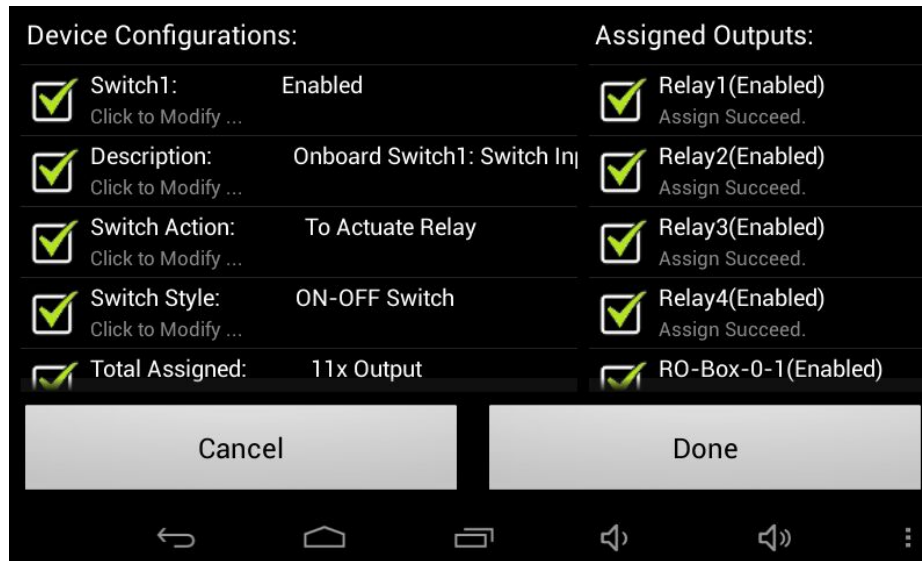 Device Configurations:
Switch1: Enabled
Click to Modify ...
Description: Onboard Switch1: Switch
Click to Modify ...
Switch Action: To Actuate Relay
Click to Modify ...
Switch Style: ON-OFF Switch
Click to Modify ...
Total Assigned: 11x Output
Assigned Outputs:
Relay1(Enabled)
Assign Succeed.
Relay2(Enabled)
Assign Succeed.
Relay3(Enabled)
Assign Succeed.
Relay4(Enabled)
Assign Succeed.
RO-Box-0-1(Enabled)
Cancel
Done